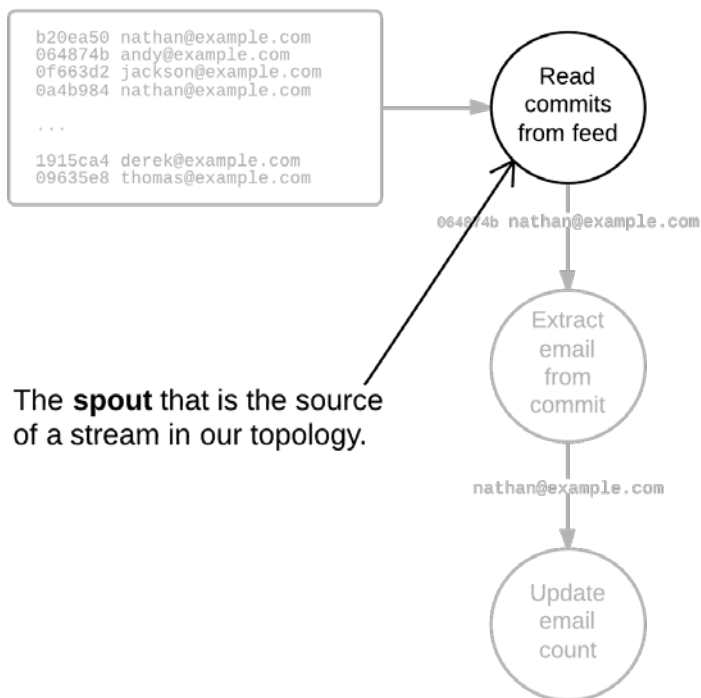 b20ea50 nathan@example.com
064874b andy@example.com
0f663d2 jackson@example.com
0a4b984 nathan@example.com
...
1915ca4 derek@example.com
09635e8 thomas@example.com
Read
commits
from feed
064874b nathan@example.com
Extract
email
from
commit
The spout that is the source
of a stream in our topology.
nathan@example.com
Update
email
count